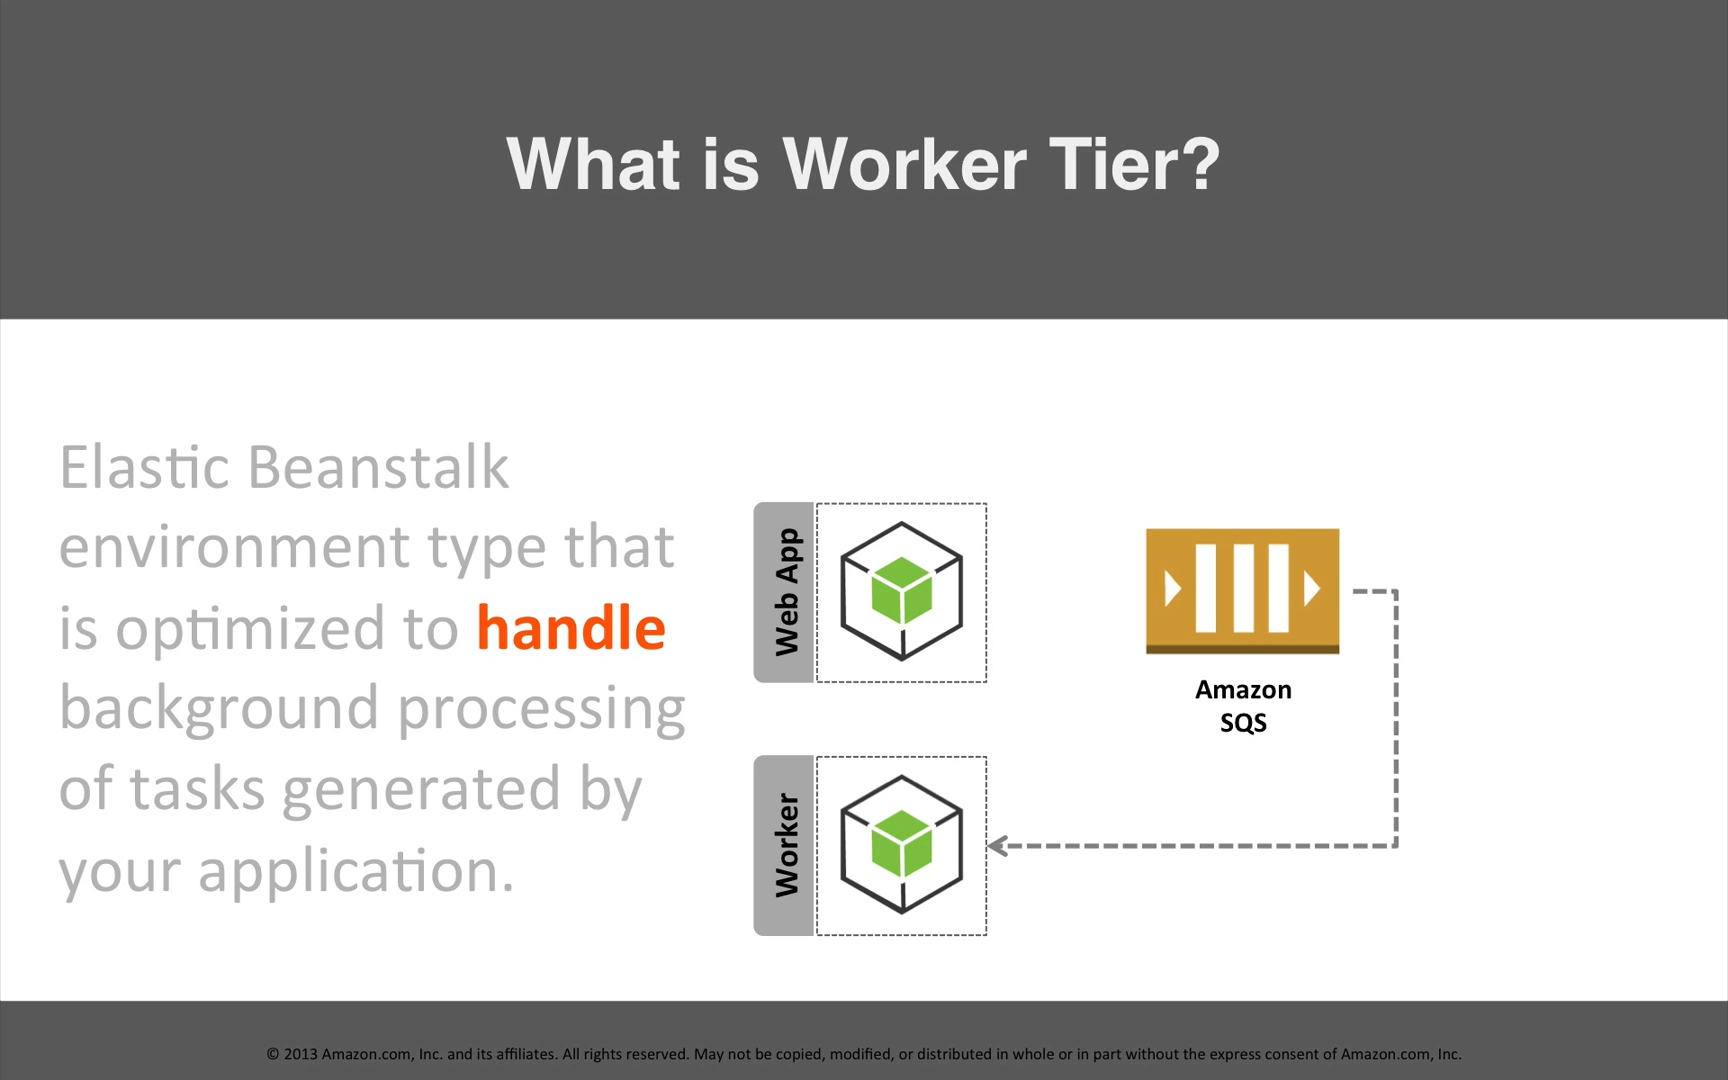 What is Worker Tier?
Elastic Beanstalk
environment type that
is optimized to handle
background processing
of tasks generated by
your application.
Web App
Amazon
SQS
Worker
© 2013 Amazon.com, Inc. and its affiliates. All rights reserved. May not be copied, modified, or distributed in whole or in part without the express consent of Amazon.com, Inc.